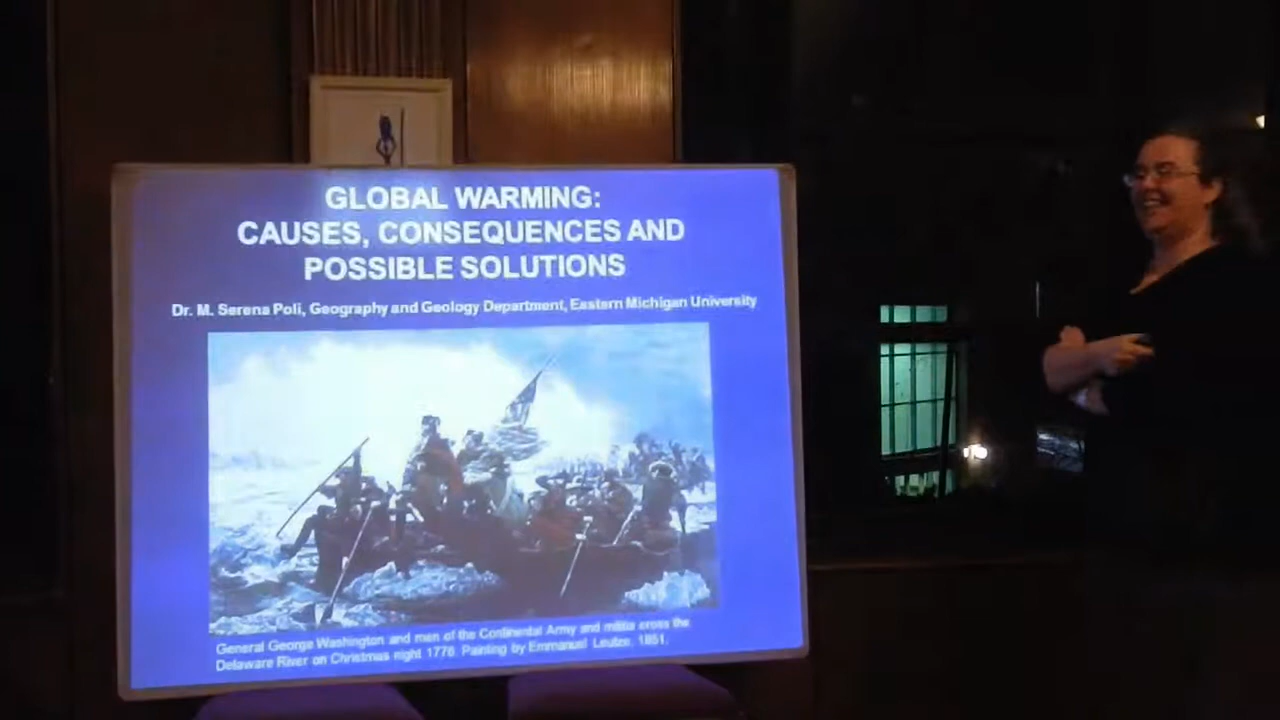 GLOBAL WARMING:
CAUSES, CONSEQUENCES AND
POSSIBLE SOLUTIONS
Dr. M. Serena Poli, Geography and Geology Department, Eastern Michigan University
General George Washington and men of the Continental Army and militia cross the
Delaware River on Christmas night 1776. Painting by Emmanuel Leutze, 1851.